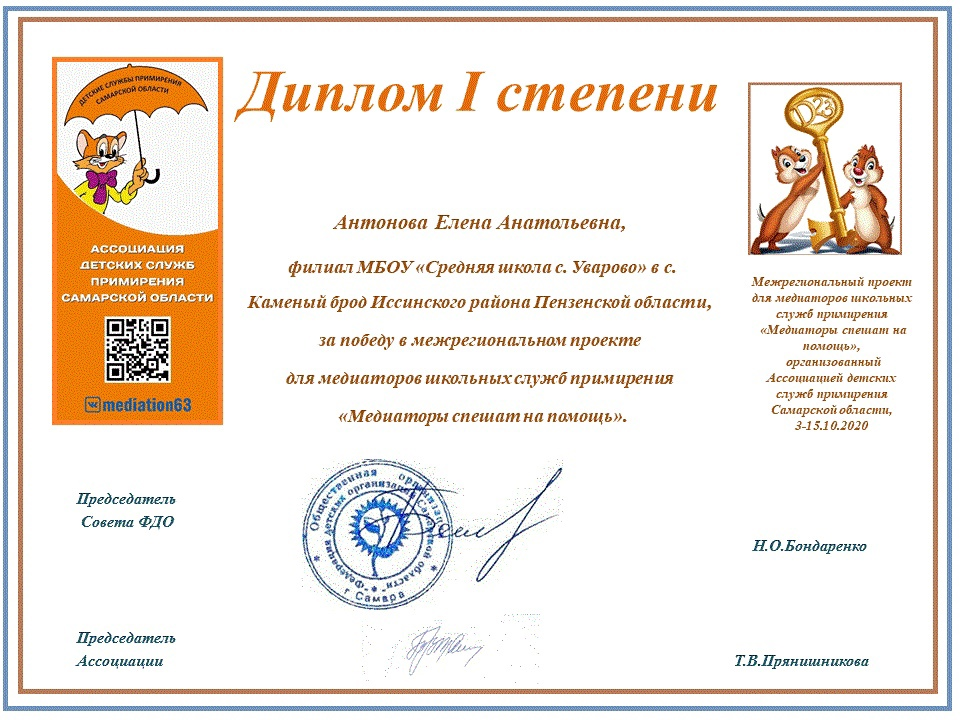 Диплом I степени
ДЕТСКИЕ СЛУЖБЫ ПРИМИРЕНИЯ
САМАРСКОЙ ОБЛАСТИ
АССОЦИАЦИЯ
ДЕТСКИХ СЛУЖБ
ПРИМИРЕНИЯ
САМАРСКОЙ ОБЛАСТИ
mediation63
D23
Антонова Елена Анатольевна,
филиал МБОУ «Средняя школа с. Уварово» в с.
Каменый брод Иссинского района Пензенской области,
за победу в межрегиональном проекте
для медиаторов школьных служб примирения
«Медиаторы спешат на помощь».
Межрегиональный проект
для медиаторов школьных
служб примирения
«Медиаторы спешат на
помощь»,
организованный
Ассоциацией детских
служб примирения
Самарской области,
3-15.10.2020
Председатель
Совета ФДО
Общественная организация
Федерация детских организаций Самарской области
г Самара
Н.О.Бондаренко
Председатель
Ассоциации
Т.В.Прянишникова